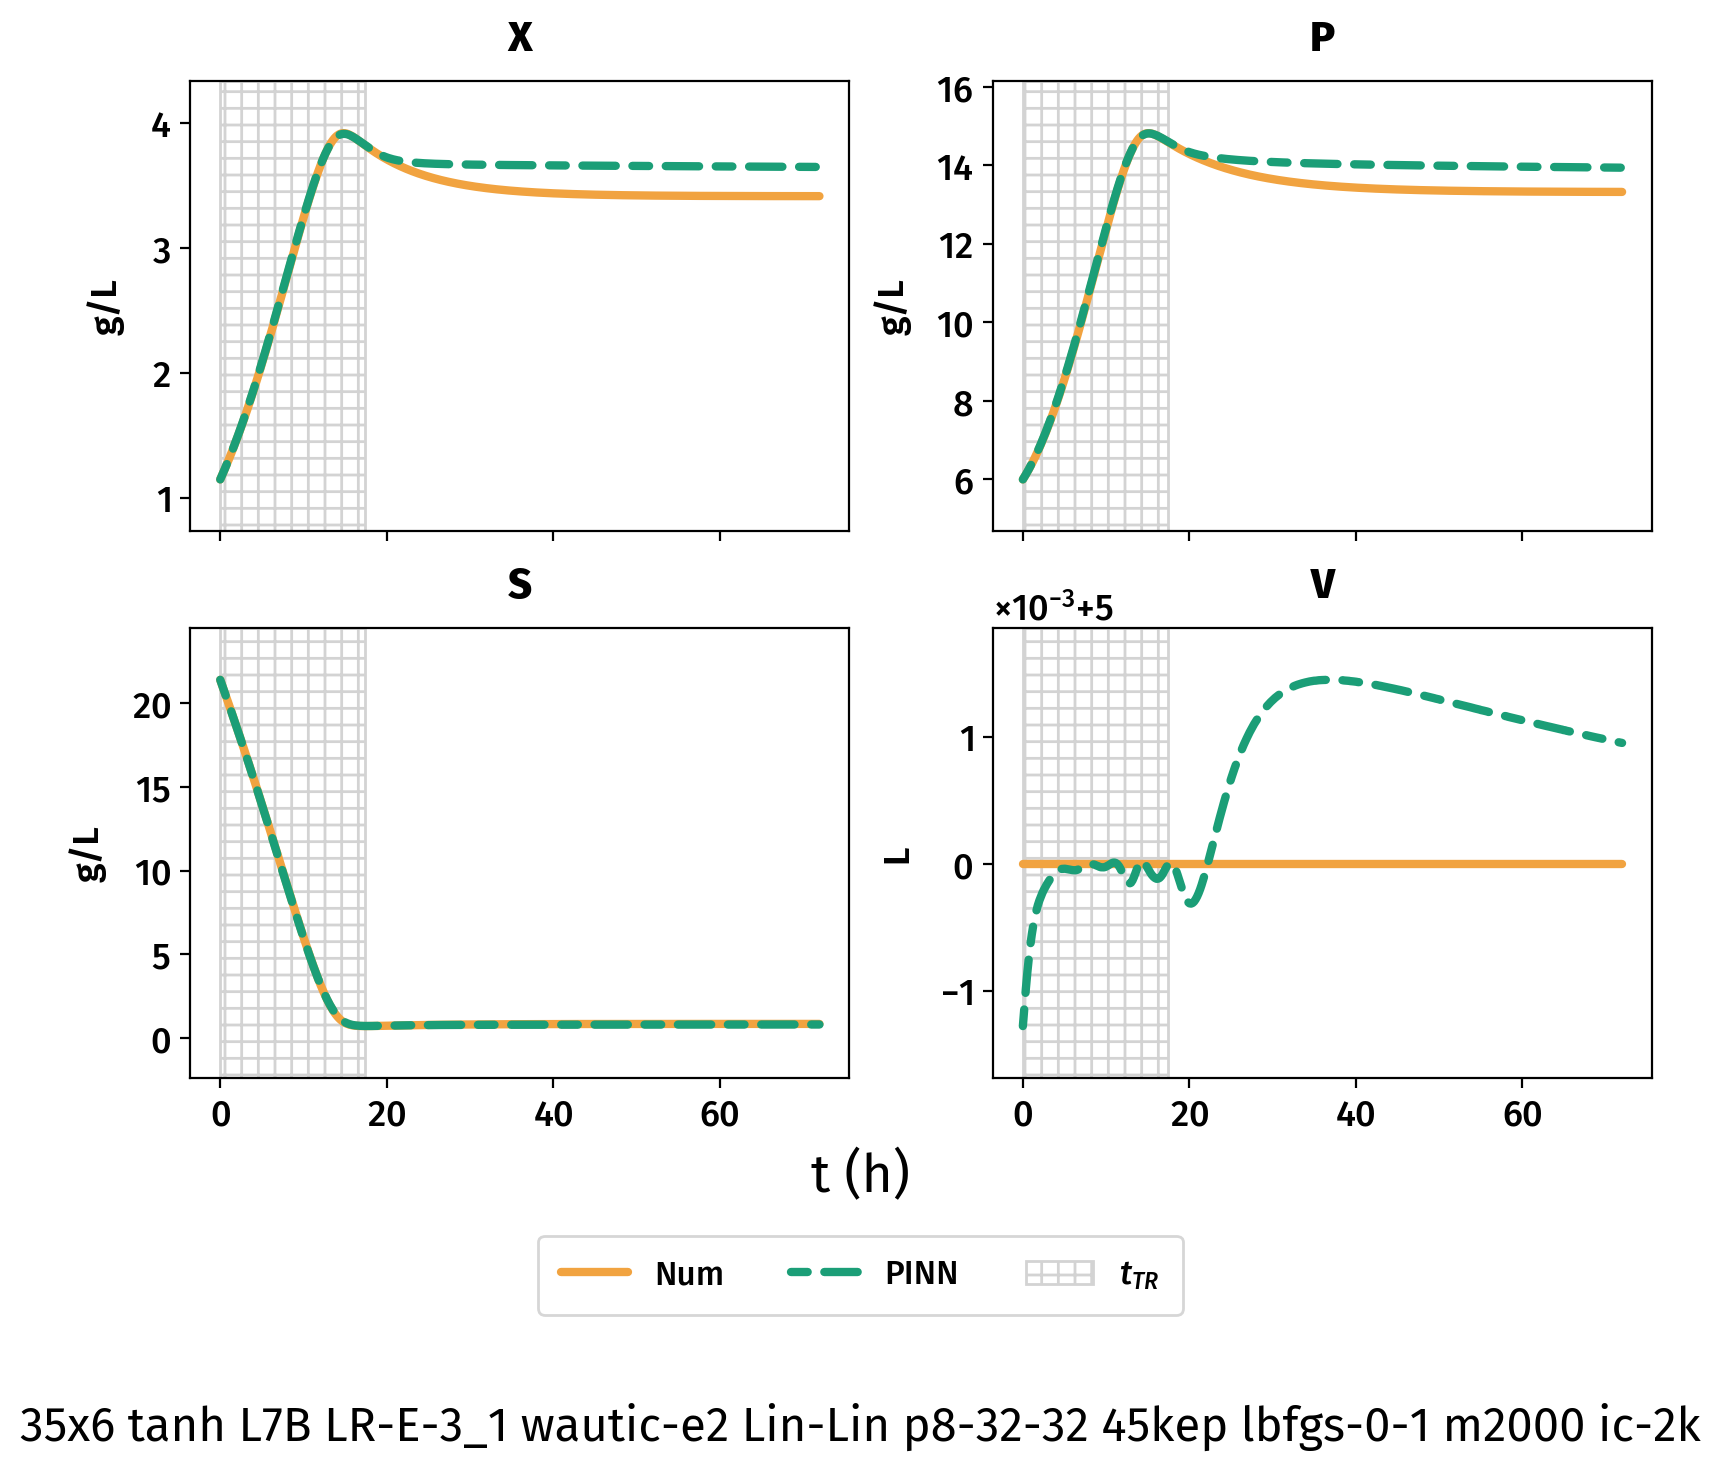 X
4
3
2
1
g/L
P
16
14
12
10
8
6
g/L
S
20
15
10
5
0
g/L
0 20 40 60
V
×10⁻³+5
1
0
−1
L
0 20 40 60
t (h)
Num PINN t_TR
35x6 tanh L7B LR-E-3_1 wautic-e2 Lin-Lin p8-32-32 45kep lbfgs-0-1 m2000 ic-2k